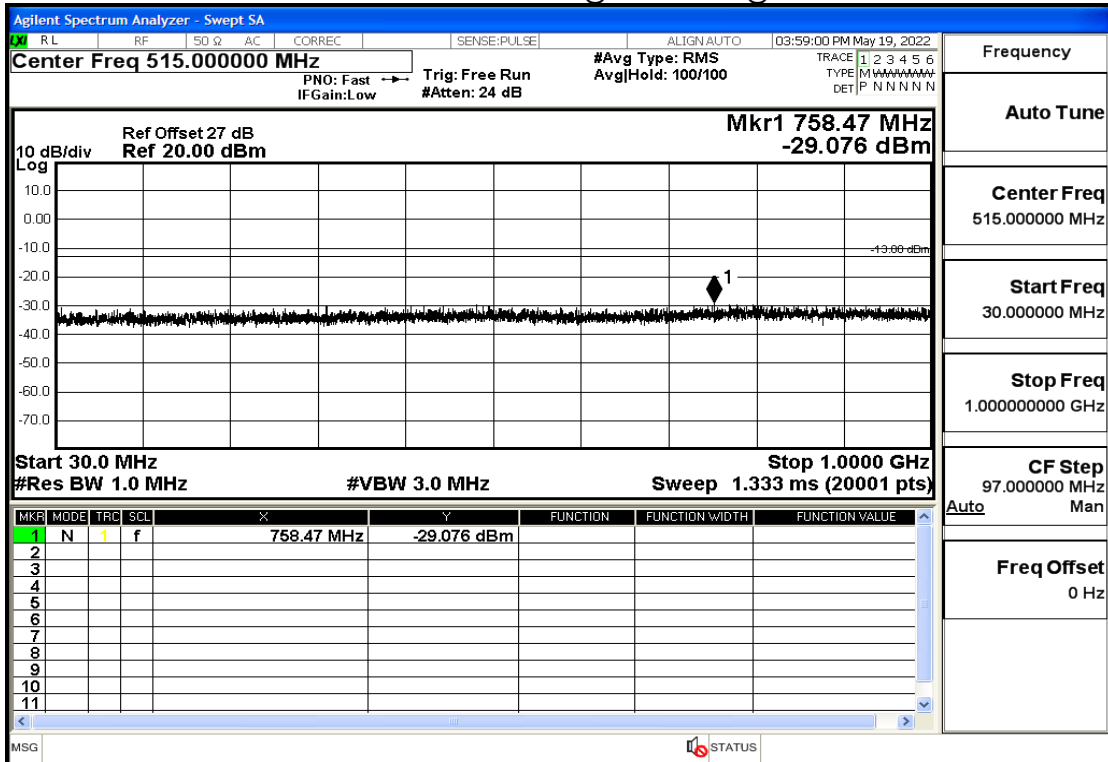 Agilent Spectrum Analyzer - Swept SA
LXI RL RF 50 Ω AC CORREC SENSE:PULSE ALIGN AUTO 03:59:00 PM May 19, 2022
Center Freq 515.000000 MHz
PNO: Fast
IFGain:Low
Trig: Free Run
#Atten: 24 dB
#Avg Type: RMS
Avg|Hold: 100/100
TRACE 1 2 3 4 5 6
TYPE M WWWWW
DET P N N N N N
Mkr1 758.47 MHz
-29.076 dBm
Ref Offset 27 dB
10 dB/div Ref 20.00 dBm
Log
10.0
0.00
-10.0
-13.00 dBm
-20.0
1
-30.0
-40.0
-50.0
-60.0
-70.0
Start 30.0 MHz Stop 1.0000 GHz
#Res BW 1.0 MHz #VBW 3.0 MHz Sweep 1.333 ms (20001 pts)
MKR MODE TRC SCL X Y FUNCTION FUNCTION WIDTH FUNCTION VALUE
1 N 1 f 758.47 MHz -29.076 dBm
2
3
4
5
6
7
8
9
10
11
MSG STATUS
Frequency
Auto Tune
Center Freq
515.000000 MHz
Start Freq
30.000000 MHz
Stop Freq
1.000000000 GHz
CF Step
97.000000 MHz
Auto Man
Freq Offset
0 Hz